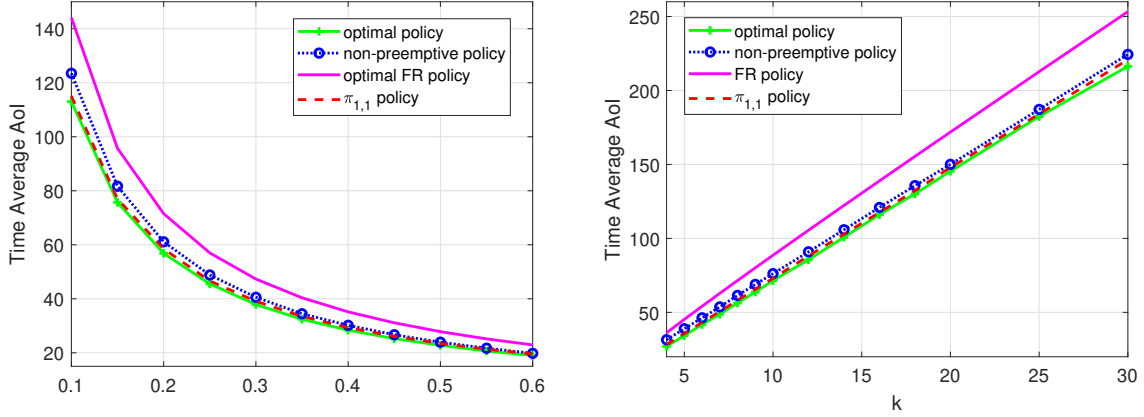 140
120
100
80
60
40
20
Time Average AoI
0.1
0.2
0.3
0.4
0.5
0.6
optimal policy
non-preemptive policy
optimal FR policy
π1,1 policy
250
200
150
100
50
Time Average AoI
5
10
15
20
25
30
k
optimal policy
non-preemptive policy
FR policy
π1,1 policy